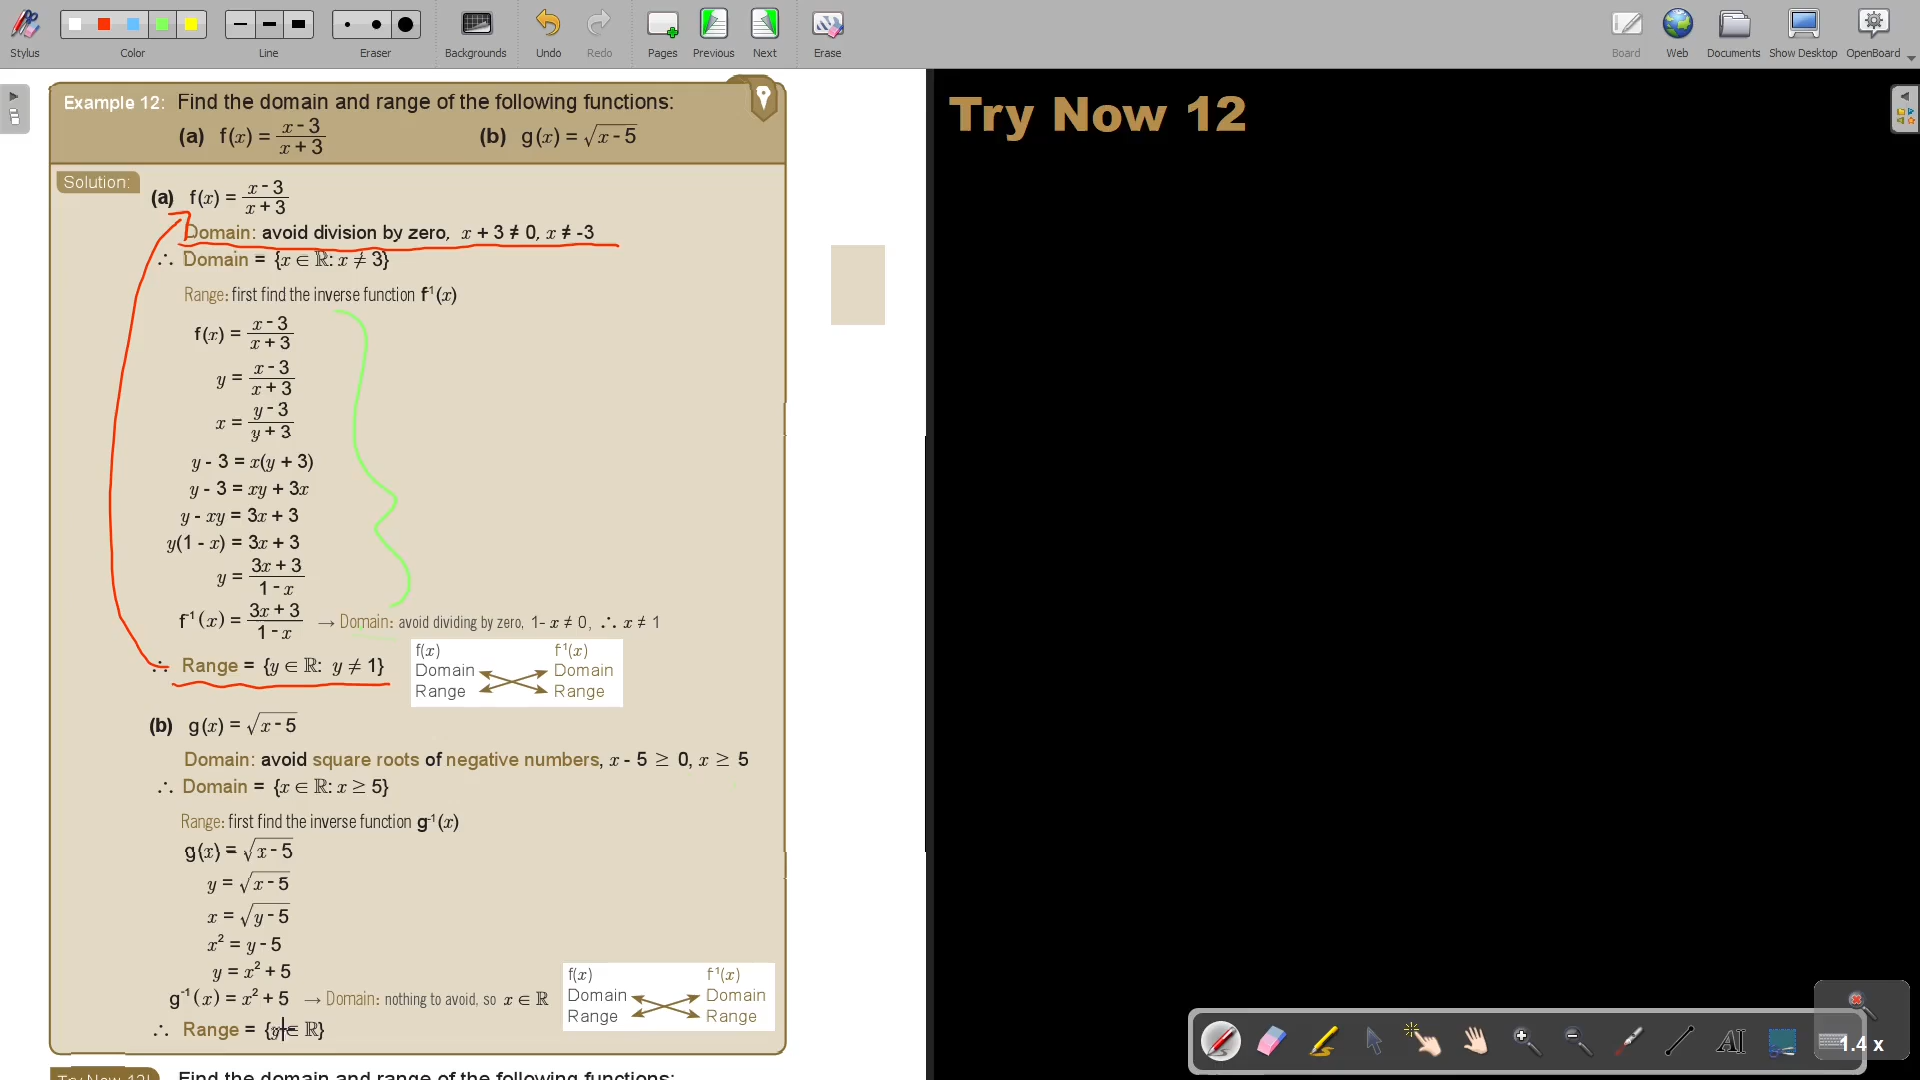 Stylus Color Line Eraser Backgrounds Undo Redo Pages Previous Next Erase Board Web Documents Show Desktop OpenBoard
Example 12: Find the domain and range of the following functions:
(a) f(x) = (x - 3)/(x + 3) (b) g(x) = √(x - 5)
Solution:
(a) f(x) = (x - 3)/(x + 3)
Domain: avoid division by zero, x + 3 ≠ 0, x ≠ -3
∴ Domain = {x ∈ ℝ: x ≠ 3}
Range: first find the inverse function f⁻¹(x)
f(x) = (x - 3)/(x + 3)
y = (x - 3)/(x + 3)
x = (y - 3)/(y + 3)
y - 3 = x(y + 3)
y - 3 = xy + 3x
y - xy = 3x + 3
y(1 - x) = 3x + 3
y = (3x + 3)/(1 - x)
f⁻¹(x) = (3x + 3)/(1 - x) → Domain: avoid dividing by zero, 1- x ≠ 0, ∴ x ≠ 1
∴ Range = {y ∈ ℝ: y ≠ 1}
f(x) f⁻¹(x)
Domain Domain
Range Range
(b) g(x) = √(x - 5)
Domain: avoid square roots of negative numbers, x - 5 ≥ 0, x ≥ 5
∴ Domain = {x ∈ ℝ: x ≥ 5}
Range: first find the inverse function g⁻¹(x)
g(x) = √(x - 5)
y = √(x - 5)
x = √(y - 5)
x² = y - 5
y = x² + 5
g⁻¹(x) = x² + 5 → Domain: nothing to avoid, so x ∈ ℝ
∴ Range = {y ∈ ℝ}
f(x) f⁻¹(x)
Domain Domain
Range Range
Try Now 12! Find the domain and range of the following functions:
Try Now 12
AI
1.4 x